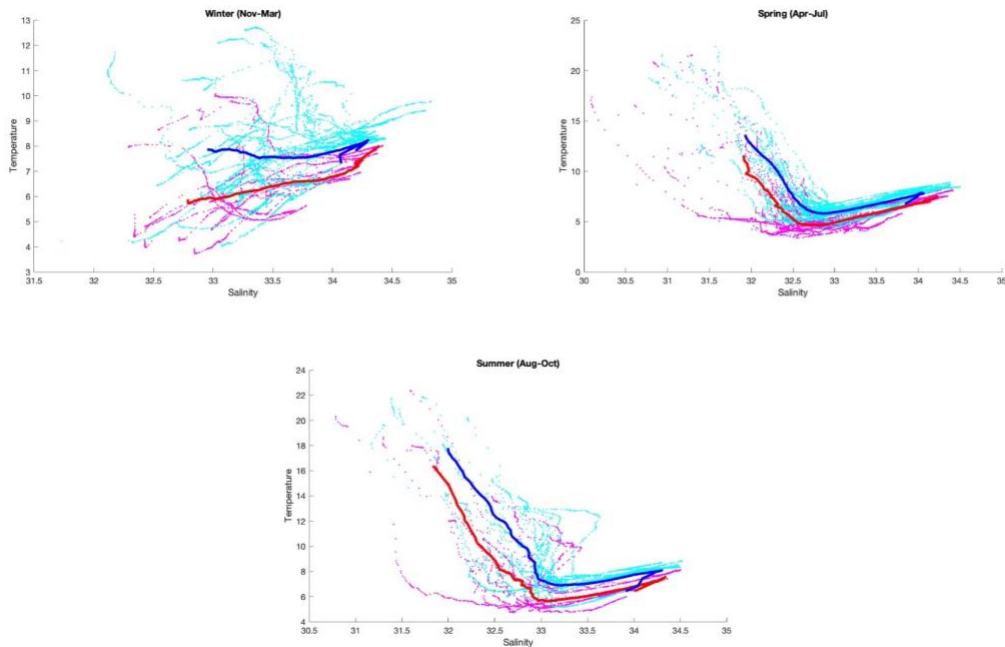 Winter (Nov-Mar)
13
12
11
10
9
8
7
6
5
4
3
Temperature
31.5 32 32.5 33 33.5 34 34.5 35
Salinity
Spring (Apr-Jul)
25
20
15
10
5
0
Temperature
30 30.5 31 31.5 32 32.5 33 33.5 34 34.5 35
Salinity
Summer (Aug-Oct)
24
22
20
18
16
14
12
10
8
6
4
Temperature
30.5 31 31.5 32 32.5 33 33.5 34 34.5 35
Salinity